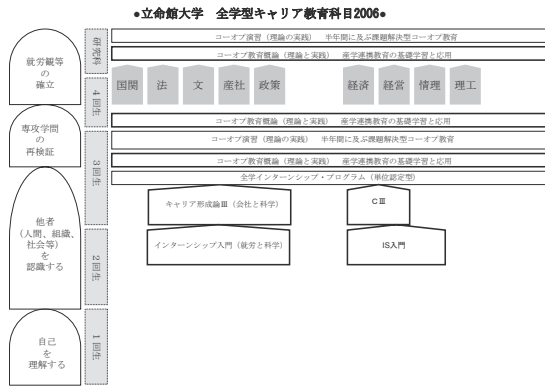 ●立命館大学　全学型キャリア教育科目2006●
就労観等
の
確立
専攻学問
の
再検証
他者
(人間、組織、
社会等)
を
認識する
自己
を
理解する
研究科
4回生
3回生
2回生
1回生
コーオプ演習（理論の実践）　半年間に及ぶ課題解決型コーオプ教育
コーオプ教育概論（理論と実践）　産学連携教育の基礎学習と応用
国関　法　文　産社　政策　経済　経営　情理　理工
コーオプ教育概論（理論と実践）　産学連携教育の基礎学習と応用
コーオプ演習（理論の実践）　半年間に及ぶ課題解決型コーオプ教育
コーオプ教育概論（理論と実践）　産学連携教育の基礎学習と応用
全学インターンシップ・プログラム（単位認定型）
キャリア形成論Ⅲ（会社と科学）　CⅢ
インターンシップ入門（就労と科学）　IS入門